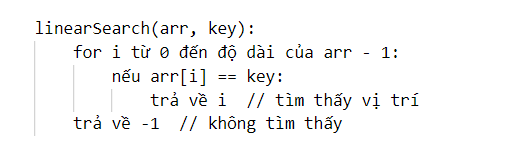 linearSearch(arr, key):
for i từ 0 đến độ dài của arr - 1:
nếu arr[i] == key:
trả về i  // tìm thấy vị trí
trả về -1  // không tìm thấy